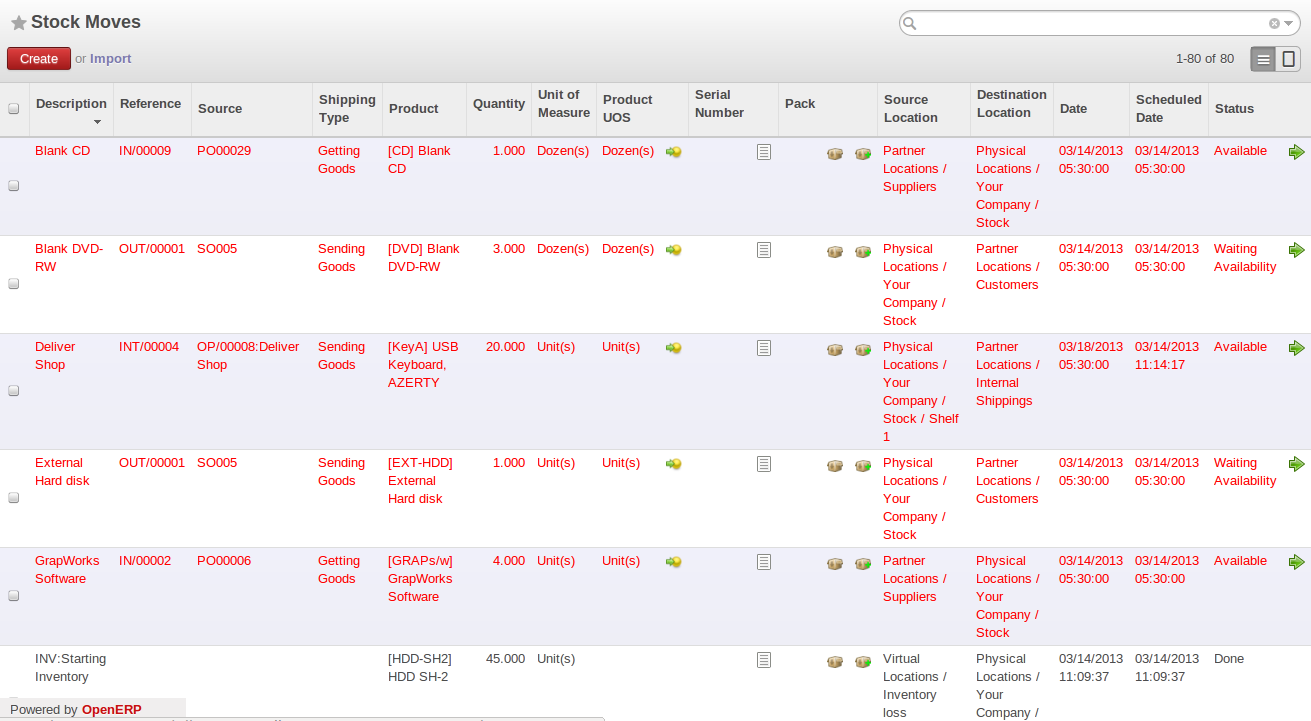 Stock Moves
Create or Import
1-80 of 80
Description Reference Source Shipping Type Product Quantity Unit of Measure Product UOS Serial Number Pack Source Location Destination Location Date Scheduled Date Status
Blank CD IN/00009 PO00029 Getting [CD] Blank 1.000 Dozen(s) Dozen(s) Partner Physical 03/14/2013 03/14/2013 Available
Goods CD Locations / Locations / 05:30:00 05:30:00
Suppliers Your
Company /
Stock
Blank DVD- OUT/00001 SO005 Sending [DVD] Blank 3.000 Dozen(s) Dozen(s) Physical Partner 03/14/2013 03/14/2013 Waiting
RW Goods DVD-RW Locations / Locations / 05:30:00 05:30:00 Availability
Your Customers
Company /
Stock
Deliver INT/00004 OP/00008:Deliver Sending [KeyA] USB 20.000 Unit(s) Unit(s) Physical Partner 03/18/2013 03/14/2013 Available
Shop Shop Goods Keyboard, Locations / Locations / 05:30:00 11:14:17
AZERTY Your Internal
Company / Shippings
Stock / Shelf
1
External OUT/00001 SO005 Sending [EXT-HDD] 1.000 Unit(s) Unit(s) Physical Partner 03/14/2013 03/14/2013 Waiting
Hard disk Goods External Locations / Locations / 05:30:00 05:30:00 Availability
Hard disk Your Customers
Company /
Stock
GrapWorks IN/00002 PO00006 Getting [GRAPs/w] 4.000 Unit(s) Unit(s) Partner Physical 03/14/2013 03/14/2013 Available
Software Goods GrapWorks Locations / Locations / 05:30:00 05:30:00
Software Suppliers Your
Company /
Stock
INV:Starting [HDD-SH2] 45.000 Unit(s) Virtual Physical 03/14/2013 03/14/2013 Done
Inventory HDD SH-2 Locations / Locations / 11:09:37 11:09:37
Inventory Your
loss Company /
Powered by OpenERP